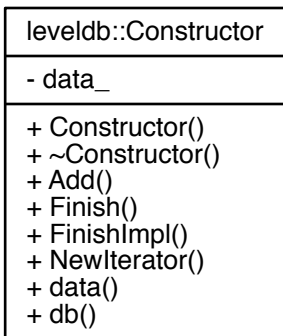 leveldb::Constructor
- data_
+ Constructor()
+ ~Constructor()
+ Add()
+ Finish()
+ FinishImpl()
+ NewIterator()
+ data()
+ db()